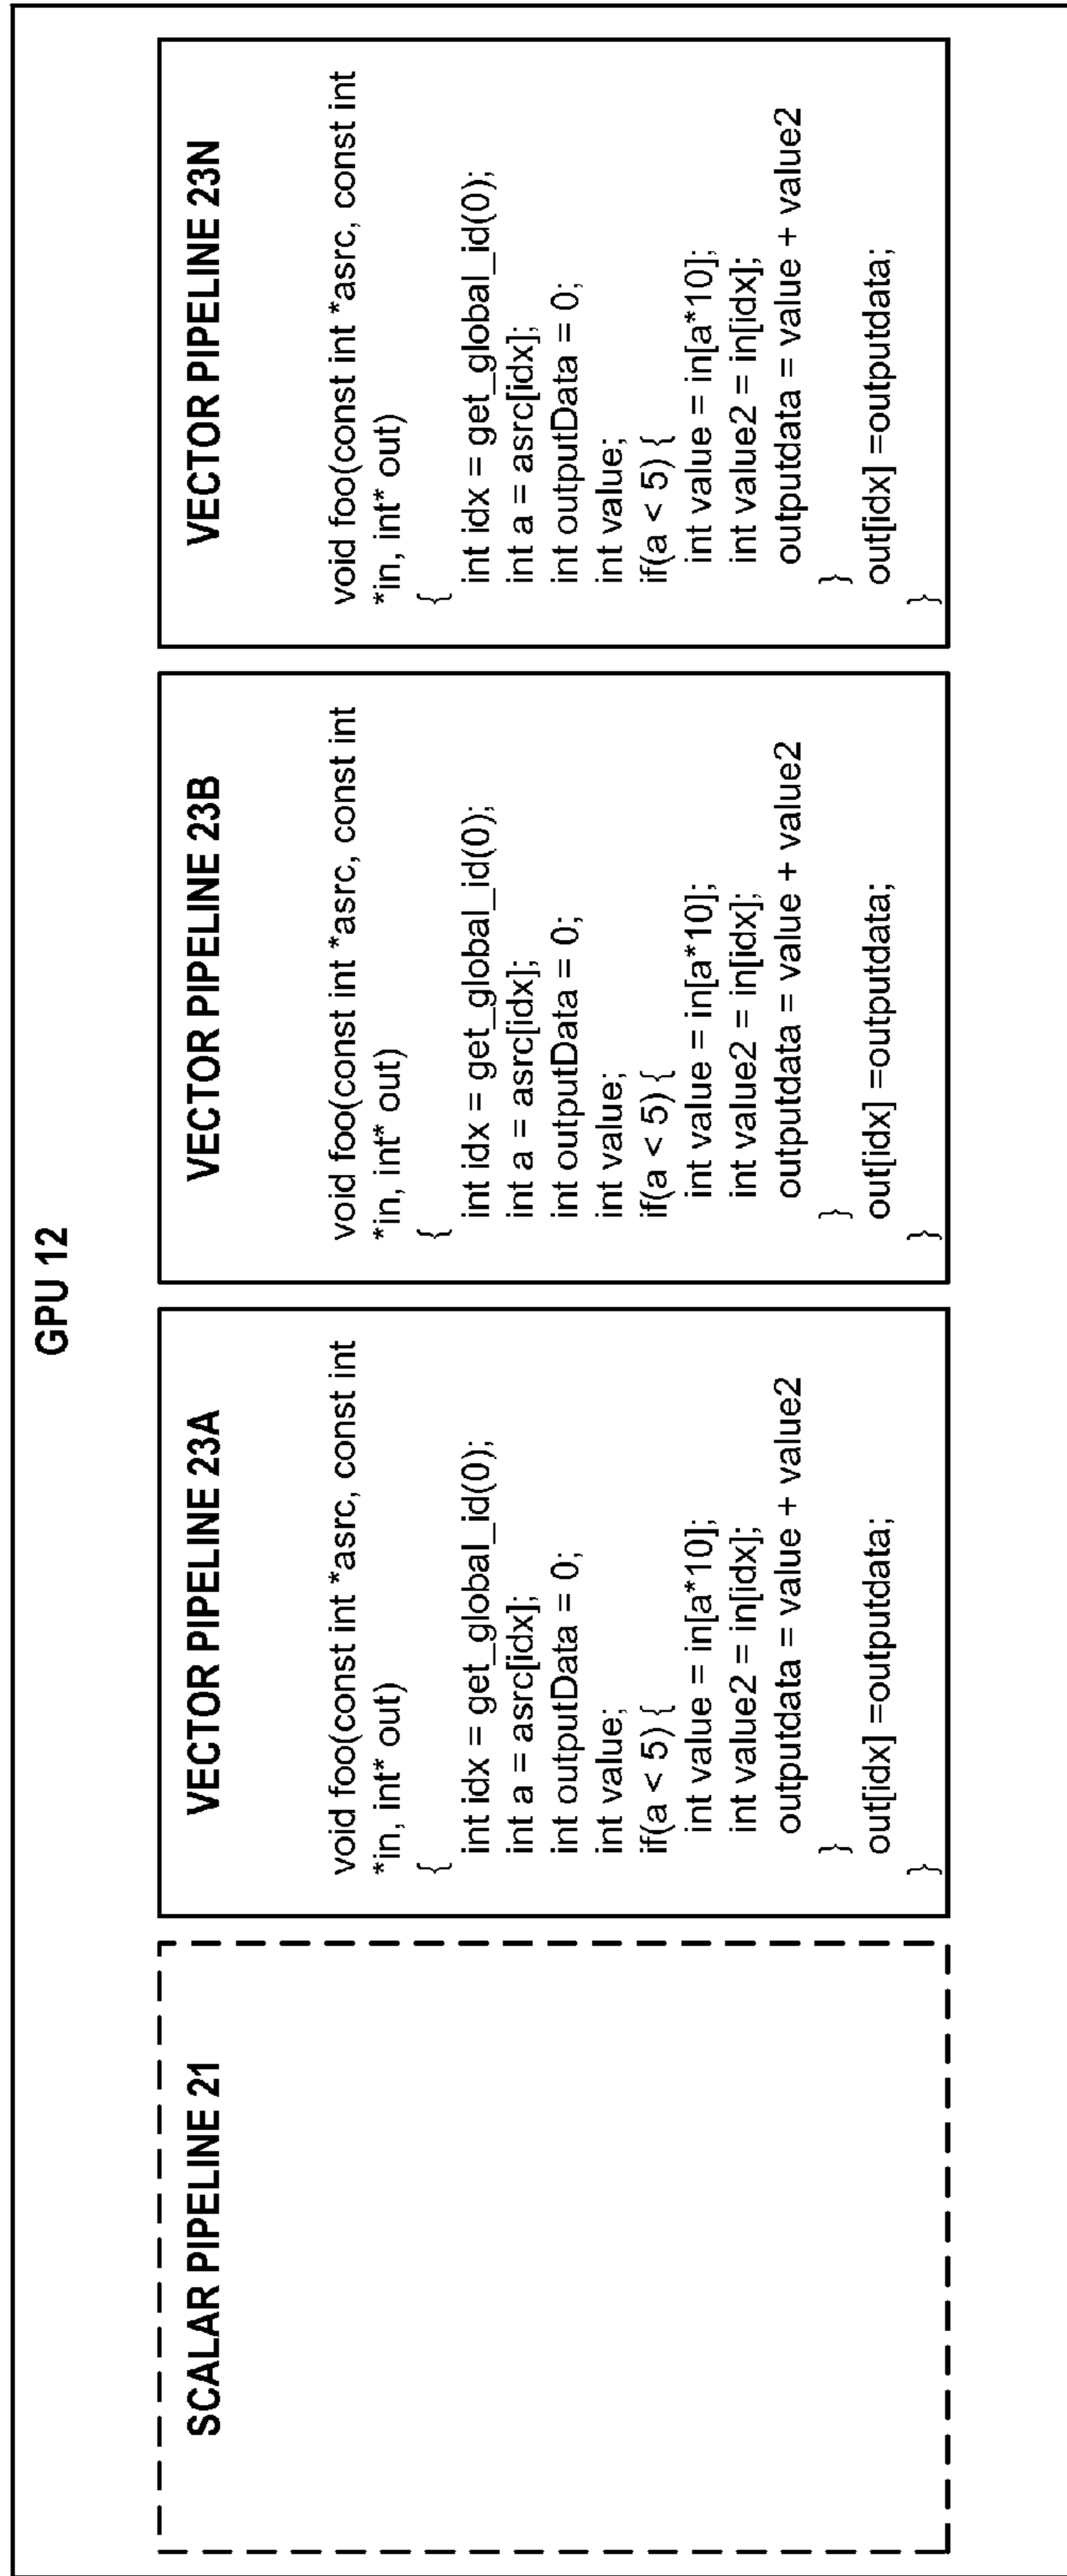 GPU 12
SCALAR PIPELINE 21
VECTOR PIPELINE 23A
void foo(const int *asrc, const int
*in, int* out)
{
int idx = get_global_id(0);
int a = asrc[idx];
int outputData = 0;
int value;
if(a < 5) {
int value = in[a*10];
int value2 = in[idx];
outputdata = value + value2
}
out[idx] =outputdata;
}
VECTOR PIPELINE 23B
void foo(const int *asrc, const int
*in, int* out)
{
int idx = get_global_id(0);
int a = asrc[idx];
int outputData = 0;
int value;
if(a < 5) {
int value = in[a*10];
int value2 = in[idx];
outputdata = value + value2
}
out[idx] =outputdata;
}
VECTOR PIPELINE 23N
void foo(const int *asrc, const int
*in, int* out)
{
int idx = get_global_id(0);
int a = asrc[idx];
int outputData = 0;
int value;
if(a < 5) {
int value = in[a*10];
int value2 = in[idx];
outputdata = value + value2
}
out[idx] =outputdata;
}